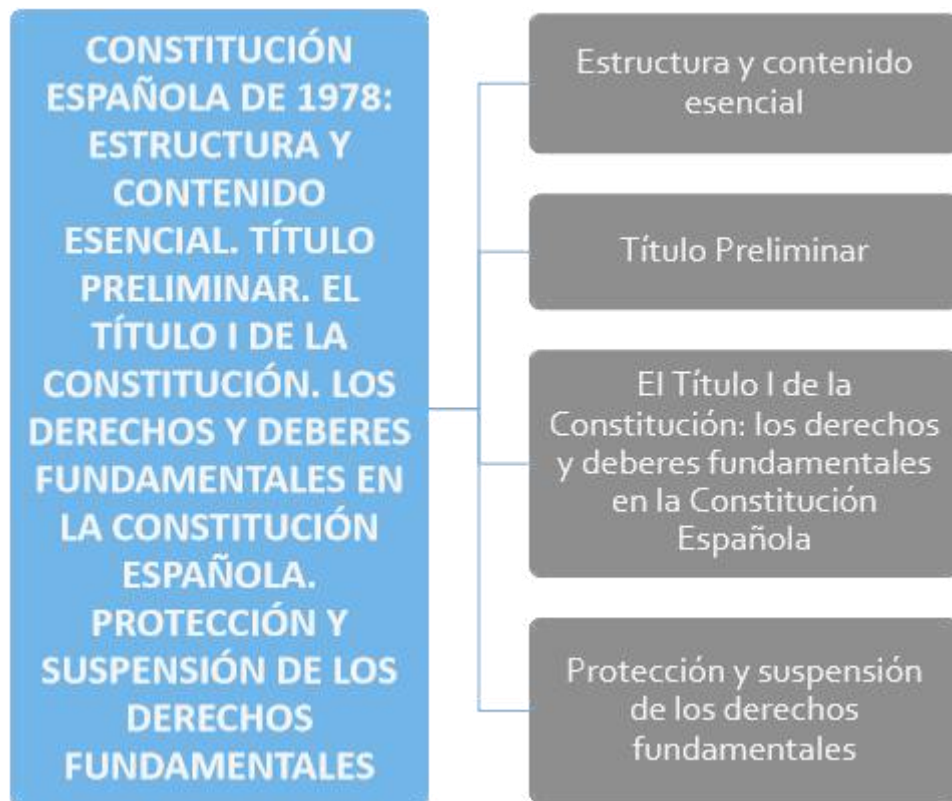 CONSTITUCIÓN
ESPAÑOLA DE 1978:
ESTRUCTURA Y
CONTENIDO
ESENCIAL. TÍTULO
PRELIMINAR. EL
TÍTULO I DE LA
CONSTITUCIÓN. LOS
DERECHOS Y DEBERES
FUNDAMENTALES EN
LA CONSTITUCIÓN
ESPAÑOLA.
PROTECCIÓN Y
SUSPENSIÓN DE LOS
DERECHOS
FUNDAMENTALES
Estructura y contenido
esencial
Título Preliminar
El Título I de la
Constitución: los derechos
y deberes fundamentales
en la Constitución
Española
Protección y suspensión
de los derechos
fundamentales